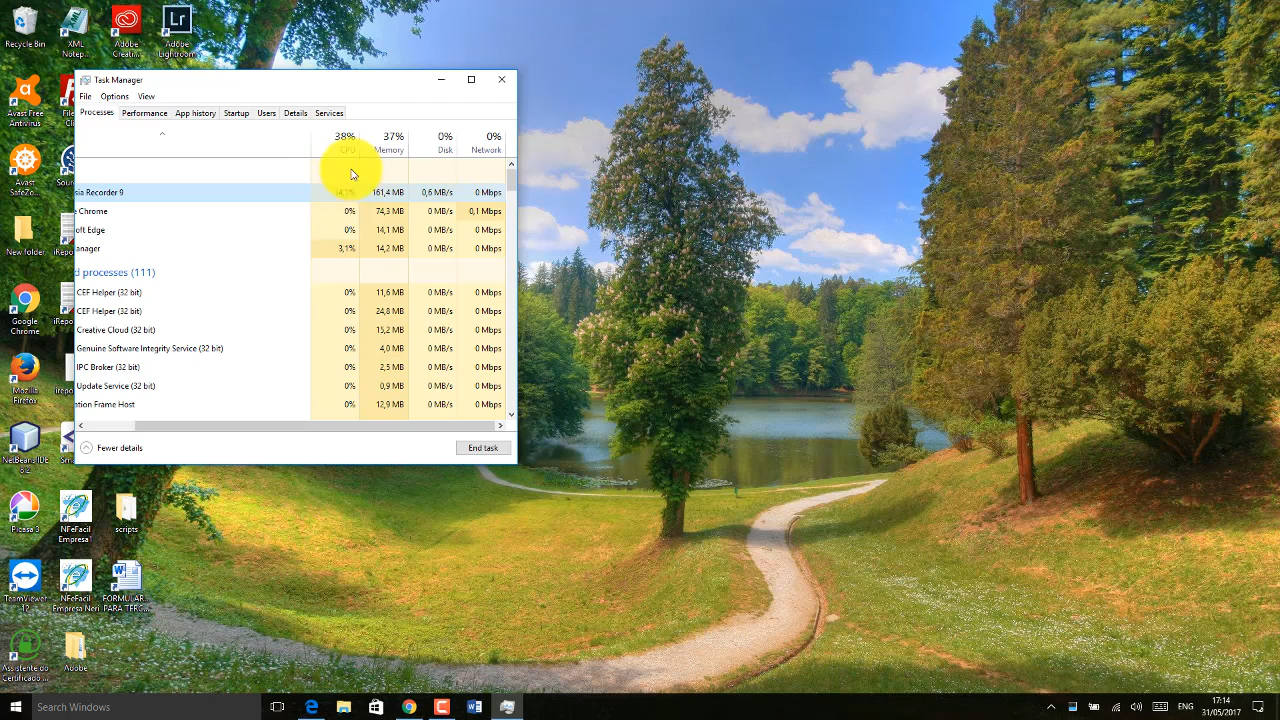 Recycle Bin
XML
Notep...
Adobe
Creati...
Adobe
Lightroom
Avast Free
Antivirus
File
Avast
SafeZo...
Sour
New folder
iRepo
Google
Chrome
iRepo
Mozilla
Firefox
irepo
NetBeans IDE
8.2
Sm
Picasa 3
NFeFacil
Empresa1
scripts
TeamViewer
12
NFeFacil
Empresa Neri
FORMULAR...
PARA TERC...
Assistente do
Certificado ...
Adobe
Task Manager
File Options View
Processes Performance App history Startup Users Details Services
38% 37% 0% 0%
CPU Memory Disk Network
sia Recorder 9 161,4 MB 0,6 MB/s 0 Mbps
e Chrome 0% 74,3 MB 0 MB/s 0,1 Mbps
soft Edge 0% 14,1 MB 0 MB/s 0 Mbps
anager 3,1% 14,2 MB 0 MB/s 0 Mbps
d processes (111)
CEF Helper (32 bit) 0% 11,6 MB 0 MB/s 0 Mbps
CEF Helper (32 bit) 0% 24,8 MB 0 MB/s 0 Mbps
Creative Cloud (32 bit) 0% 15,2 MB 0 MB/s 0 Mbps
Genuine Software Integrity Service (32 bit) 0% 4,0 MB 0 MB/s 0 Mbps
IPC Broker (32 bit) 0% 2,5 MB 0 MB/s 0 Mbps
Update Service (32 bit) 0% 0,9 MB 0 MB/s 0 Mbps
ation Frame Host 0% 12,9 MB 0 MB/s 0 Mbps
Fewer details End task
Search Windows
ENG
17:14
31/05/2017